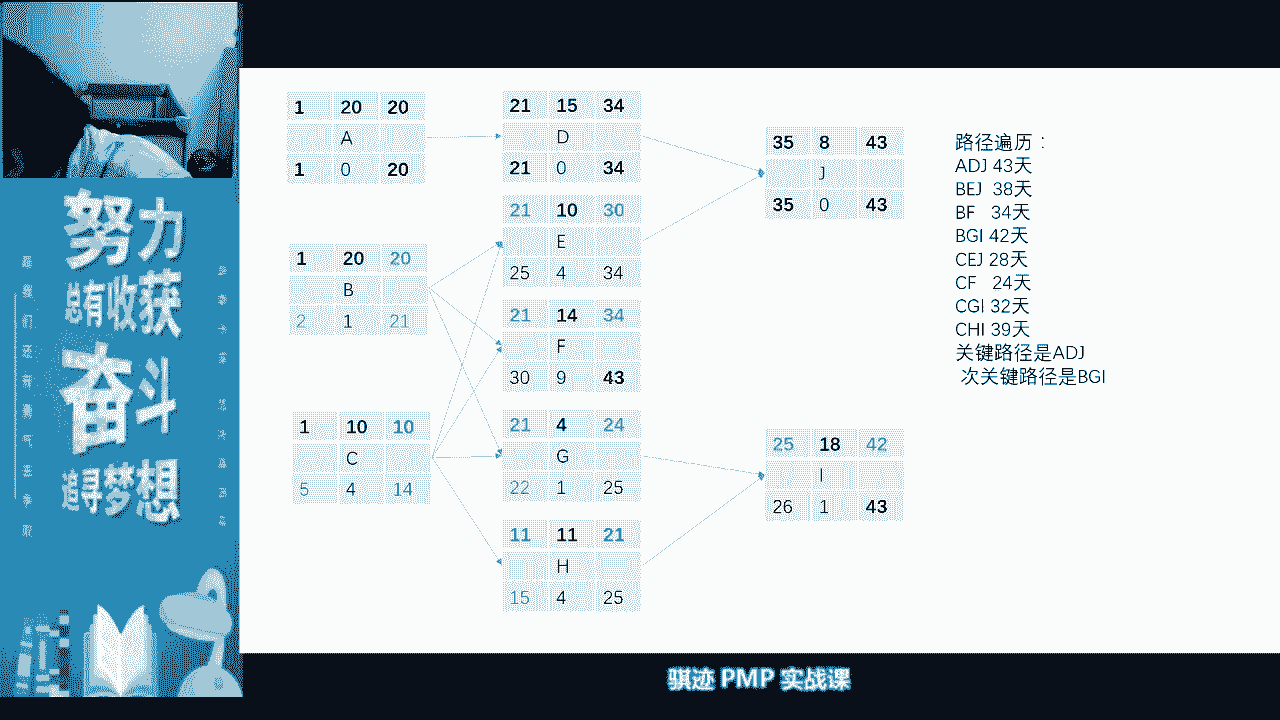 努力
总有收获
奋斗
追寻梦想
1 20 20
A
1 0 20
1 20 20
B
2 1 21
1 10 10
C
5 4 14
21 15 34
D
21 0 34
21 10 30
E
25 4 34
21 14 34
F
30 9 43
21 4 24
G
22 1 25
11 11 21
H
15 4 25
35 8 43
J
35 0 43
25 18 42
I
26 1 43
路径遍历：
ADJ 43天
BEJ 38天
BF 34天
BGI 42天
CEJ 28天
CF 24天
CGI 32天
CHI 39天
关键路径是ADJ
次关键路径是BGI
骐迹 PMP 实战课